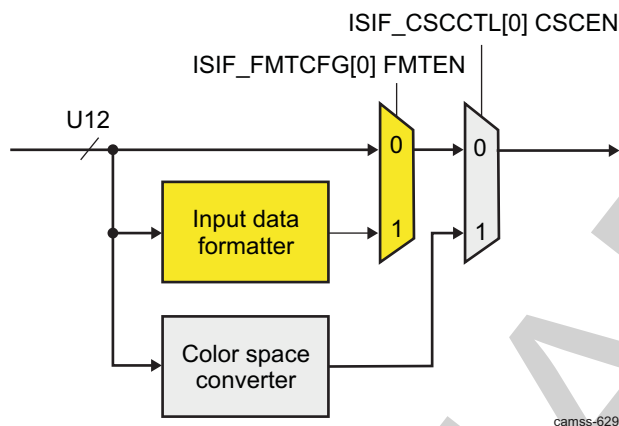 ISIF_CSCCTL[0] CSCEN
ISIF_FMTCFG[0] FMTEN
U12
0
0
Input data
formatter
1
1
Color space
converter
camss-629